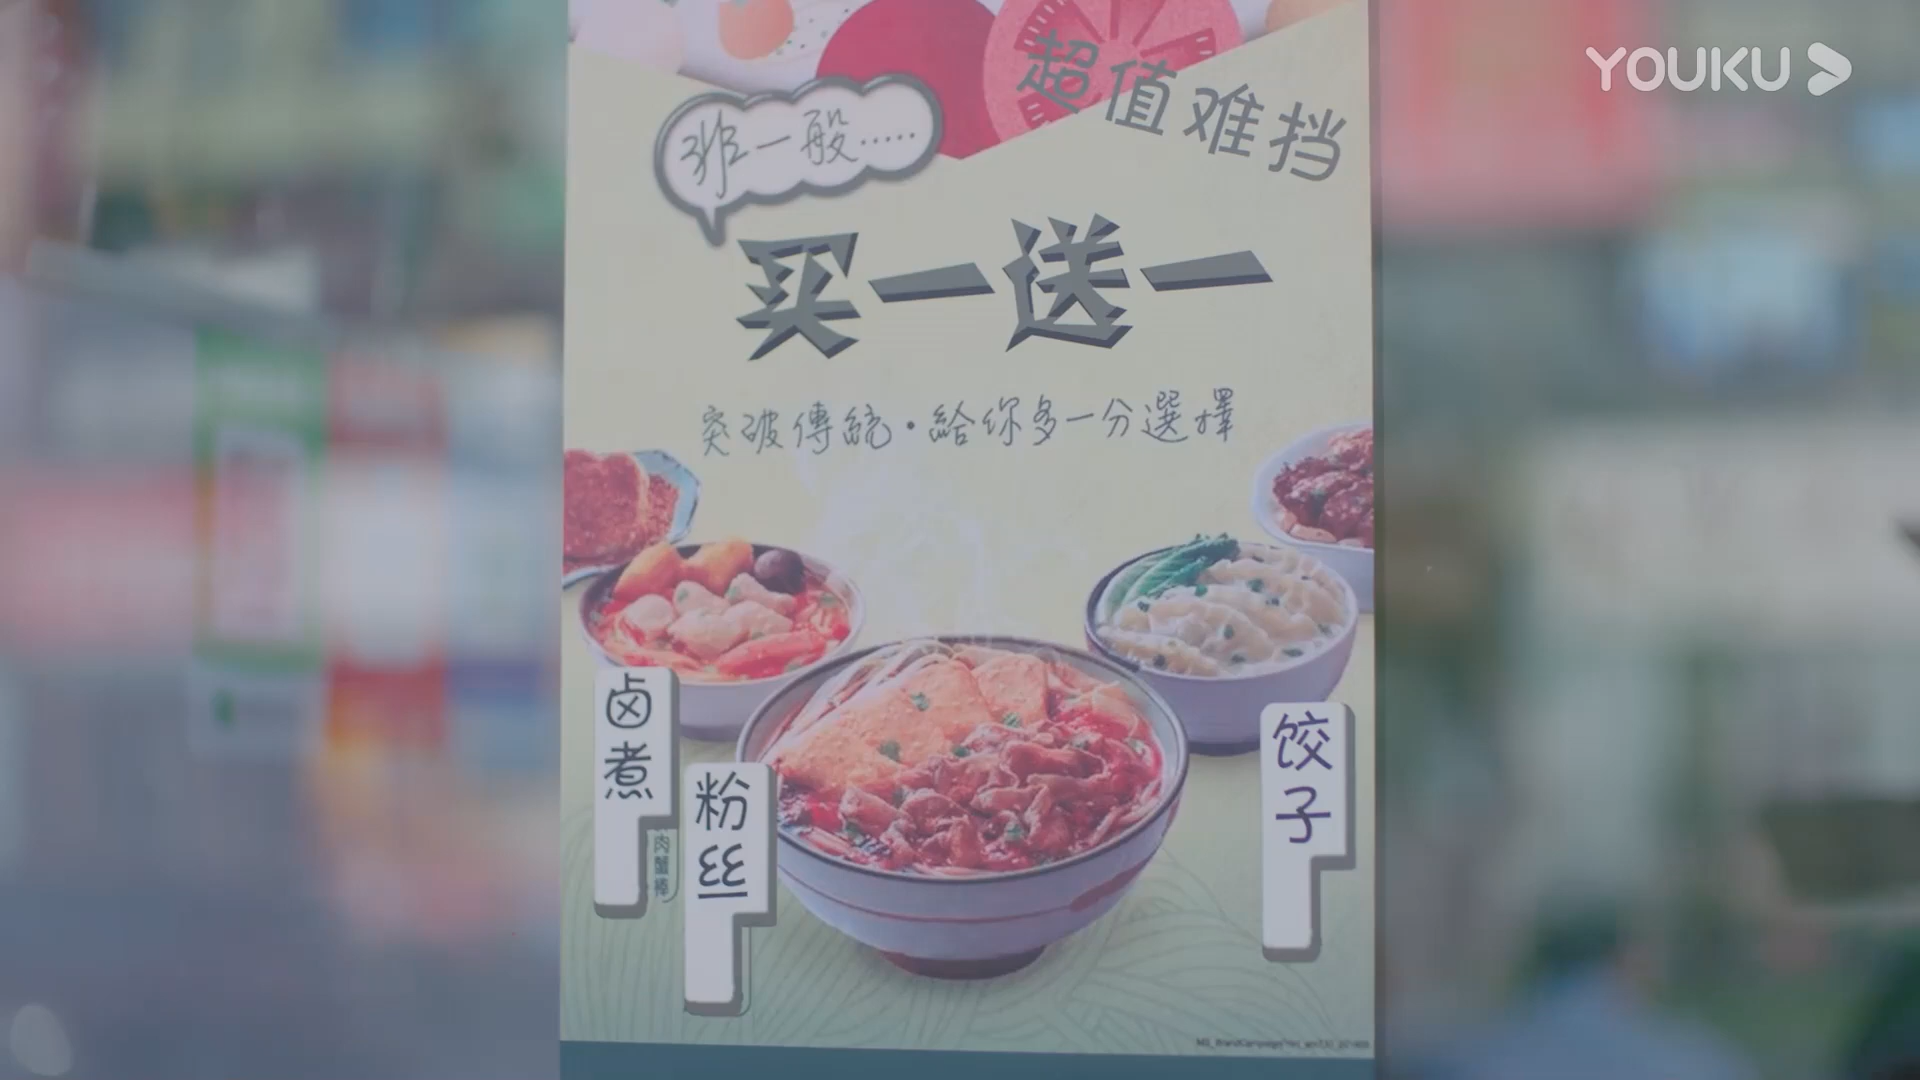 YOUKU
超值难挡
非一般.....
买一送一
突破傳統·給你多一分選擇
卤煮
肉蟹棒
粉丝
饺子